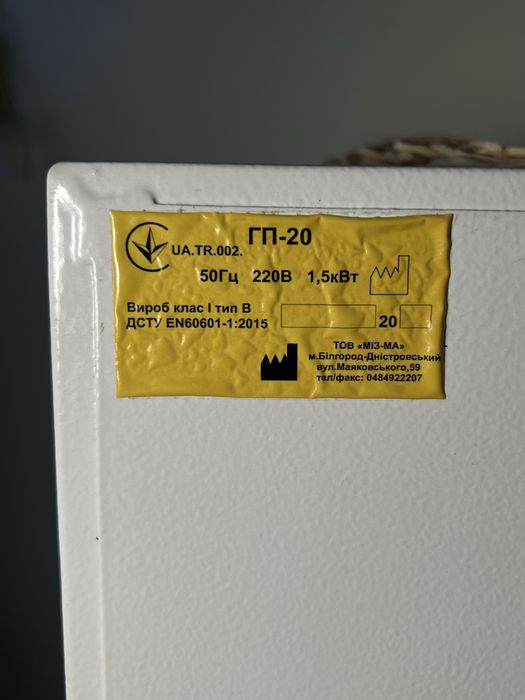 UA.TR.002. ГП-20
50Гц 220В 1,5кВт
Вироб клас I тип В
ДСТУ EN60601-1:2015
20
ТОВ «МІЗ-МА»
м.Білгород-Дністровський
вул.Маяковського,59
тел/факс: 0484922207